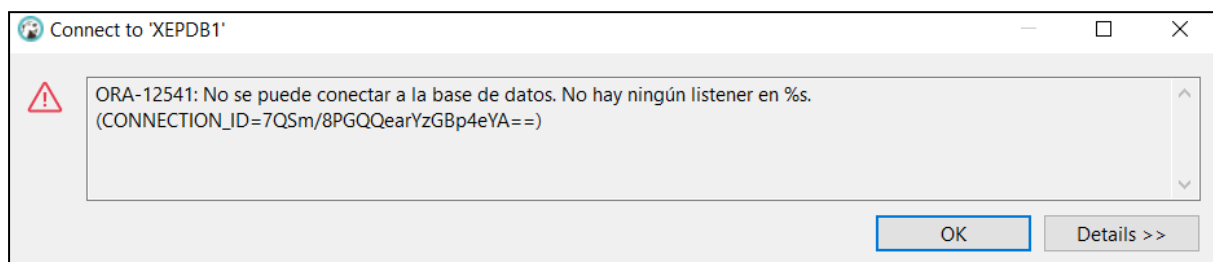 Connect to 'XEPDB1'
ORA-12541: No se puede conectar a la base de datos. No hay ningún listener en %s.
(CONNECTION_ID=7QSm/8PGQQearYzGBp4eYA==)
OK
Details >>